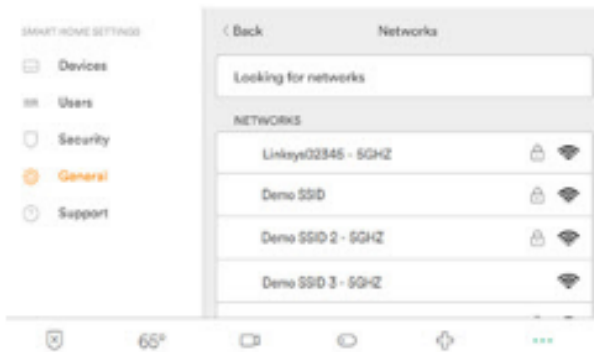 SMART HOME SETTINGS
Devices
Users
Security
General
Support
< Back
Networks
Looking for networks
NETWORKS
Linksys02345 - 5GHZ
Demo SSID
Demo SSID 2 - 5GHZ
Demo SSID 3 - 5GHZ
65°